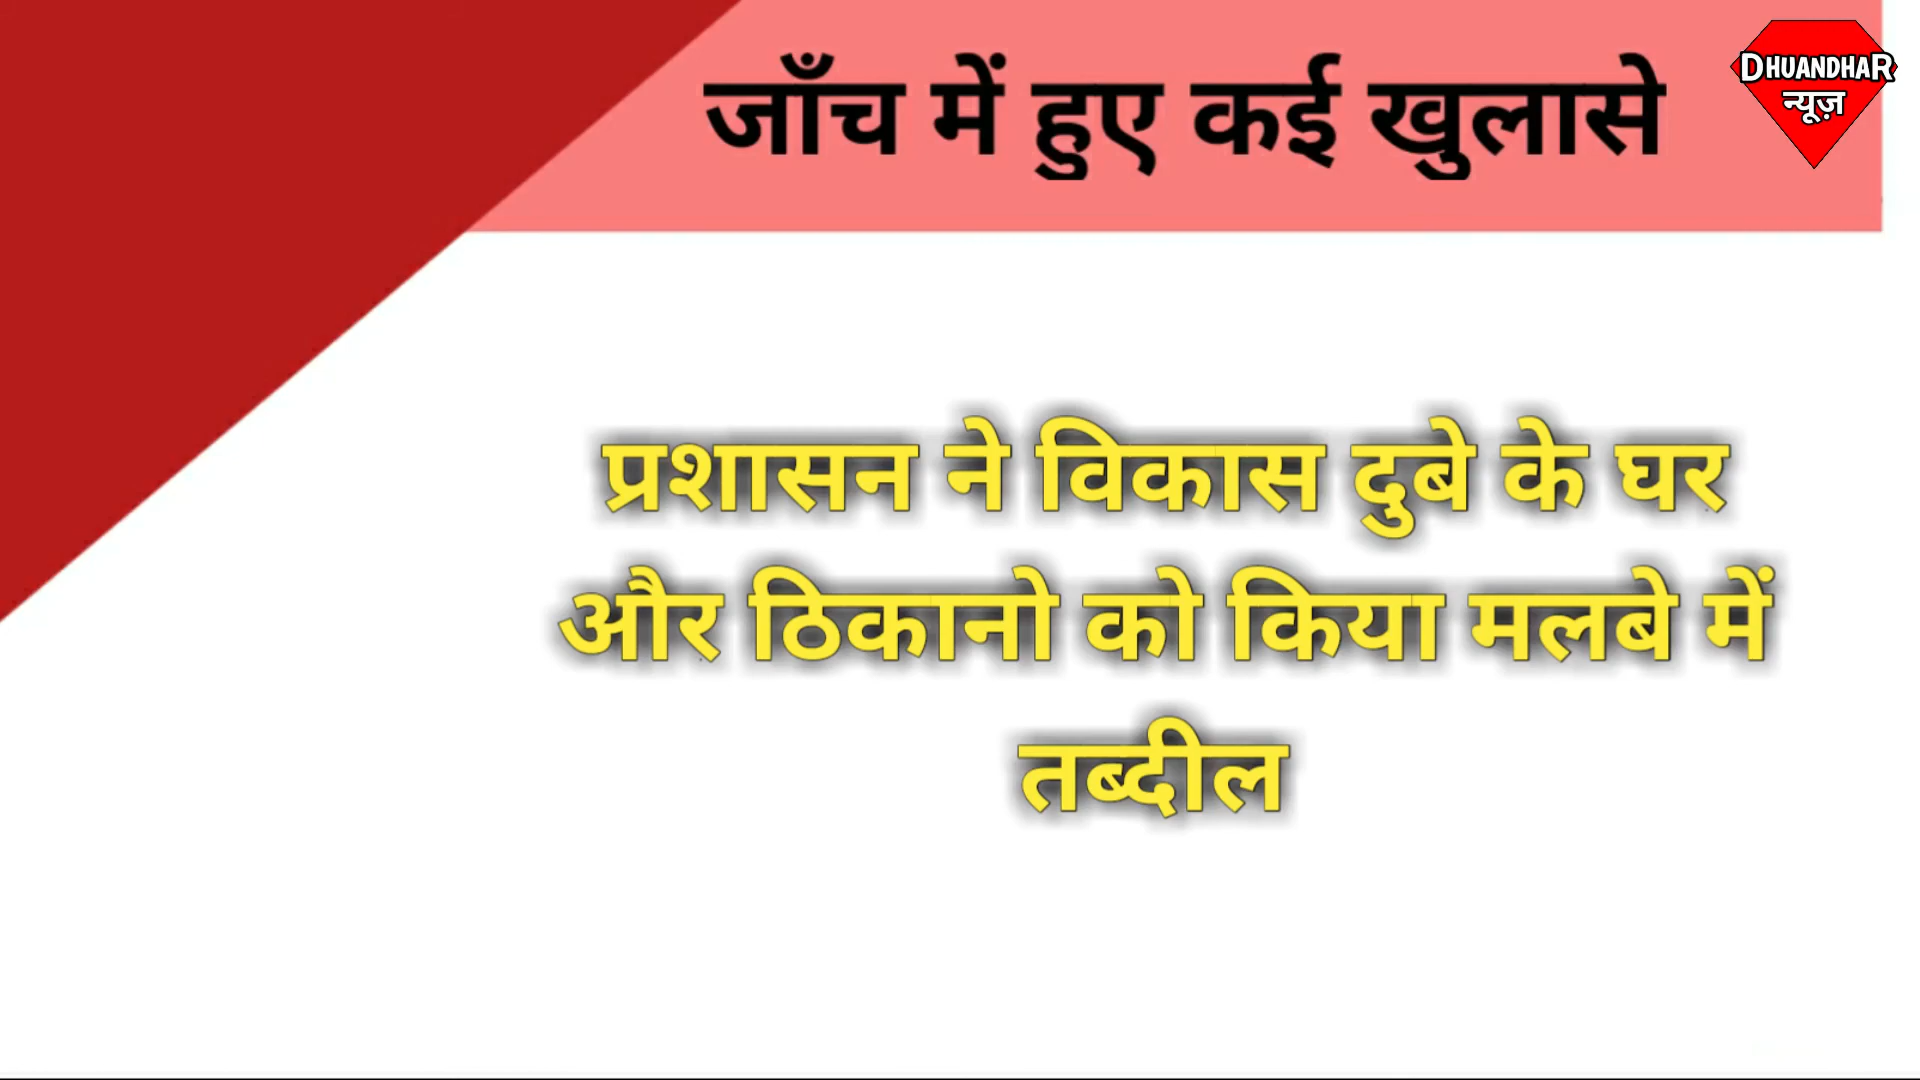 जाँच में हुए कई खुलासे
DHUANDHAR
न्यूज़
प्रशासन ने विकास दुबे के घर
और ठिकानो को किया मलबे में
तब्दील